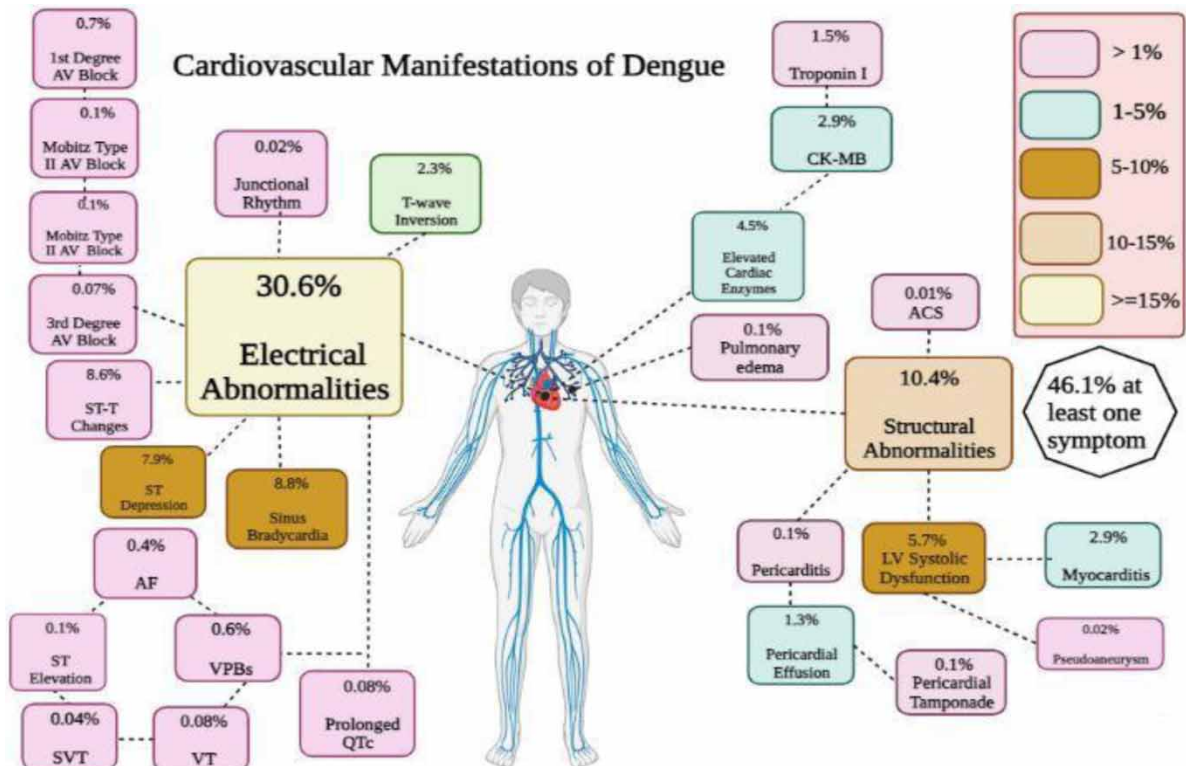 Cardiovascular Manifestations of Dengue
0.7%
1st Degree
AV Block
0.1%
Mobitz Type
II AV Block
0.1%
Mobitz Type
II AV Block
0.07%
3rd Degree
AV Block
8.6%
ST-T
Changes
0.02%
Junctional
Rhythm
2.3%
T-wave
Inversion
30.6%
Electrical
Abnormalities
7.9%
ST
Depression
8.8%
Sinus
Bradycardia
0.4%
AF
0.1%
ST
Elevation
0.6%
VPBs
0.04%
SVT
0.08%
VT
0.08%
Prolonged
QTc
1.5%
Troponin I
2.9%
CK-MB
4.5%
Elevated
Cardiac
Enzymes
0.1%
Pulmonary
edema
0.01%
ACS
10.4%
Structural
Abnormalities
0.1%
Pericarditis
5.7%
LV Systolic
Dysfunction
2.9%
Myocarditis
1.3%
Pericardial
Effusion
0.1%
Pericardial
Tamponade
0.02%
Pseudoaneurysm
> 1%
1-5%
5-10%
10-15%
>=15%
46.1% at
least one
symptom